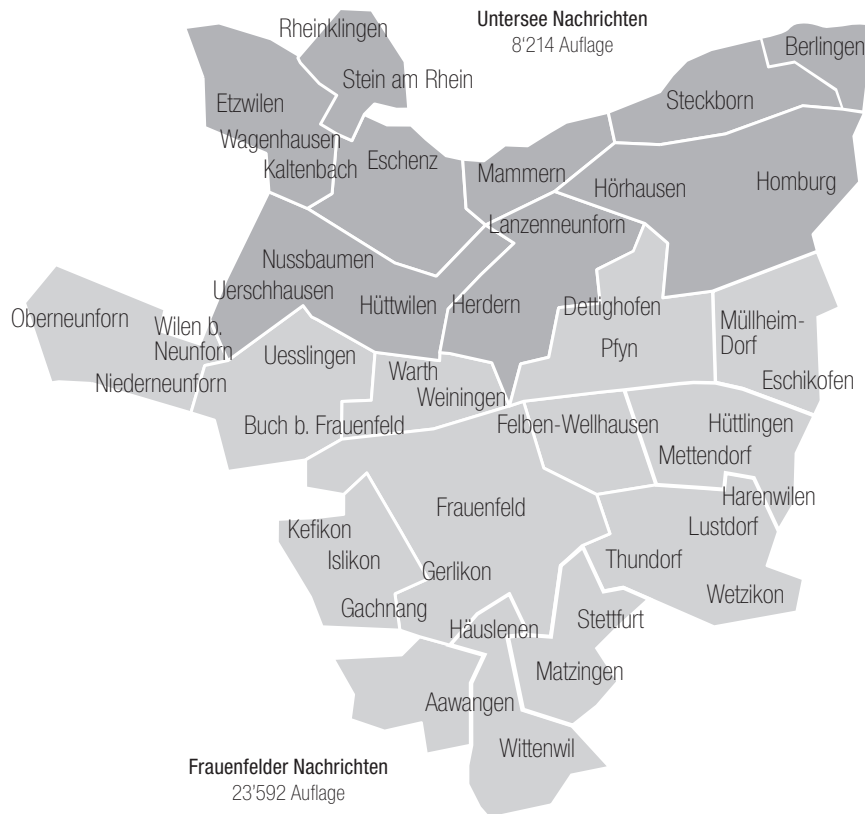 Rheinklingen
Untersee Nachrichten
8'214 Auflage
Berlingen
Stein am Rhein
Etzwilen
Steckborn
Wagenhausen
Kaltenbach
Eschenz
Mammern
Hörhausen
Homburg
Lanzenneunforn
Nussbaumen
Uerschhausen
Hüttwilen
Herdern
Dettighofen
Oberneunforn
Wilen b.
Neunforn
Niederneunforn
Uesslingen
Warth
Weiningen
Pfyn
Müllheim-
Dorf
Eschikofen
Buch b. Frauenfeld
Felben-Wellhausen
Hüttlingen
Mettendorf
Harenwilen
Lustdorf
Frauenfeld
Kefikon
Islikon
Gerlikon
Thundorf
Wetzikon
Gachnang
Häuslenen
Stettfurt
Matzingen
Aawangen
Wittenwil
Frauenfelder Nachrichten
23'592 Auflage